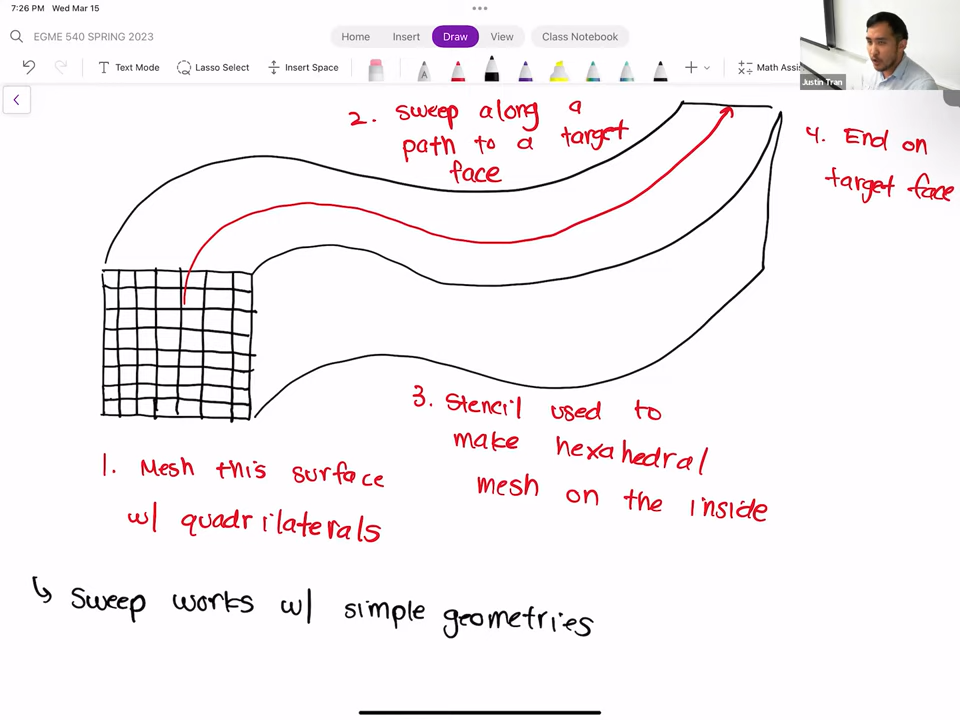 7:26 PM Wed Mar 15
EGME 540 SPRING 2023
Home Insert Draw View Class Notebook
T Text Mode Lasso Select Insert Space A Math Assis
Justin Tran
2. Sweep along a
path to a target
face
4. End on
target face
3. Stencil used to
make hexahedral
mesh on the inside
1. Mesh this surface
w/ quadrilaterals
↳ Sweep works w/ simple geometries